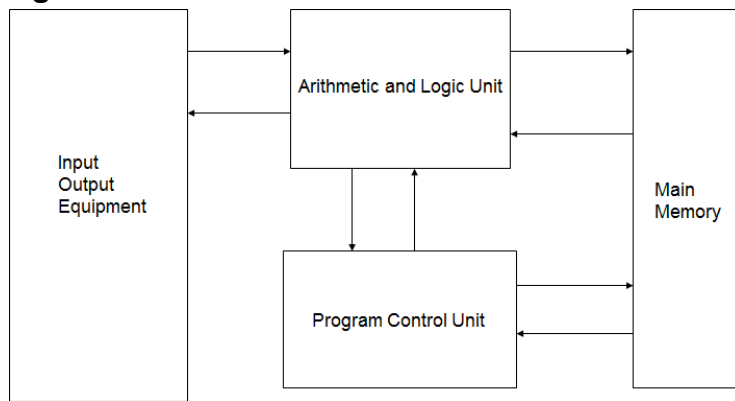 Arithmetic and Logic Unit
Input
Output
Equipment
Main
Memory
Program Control Unit